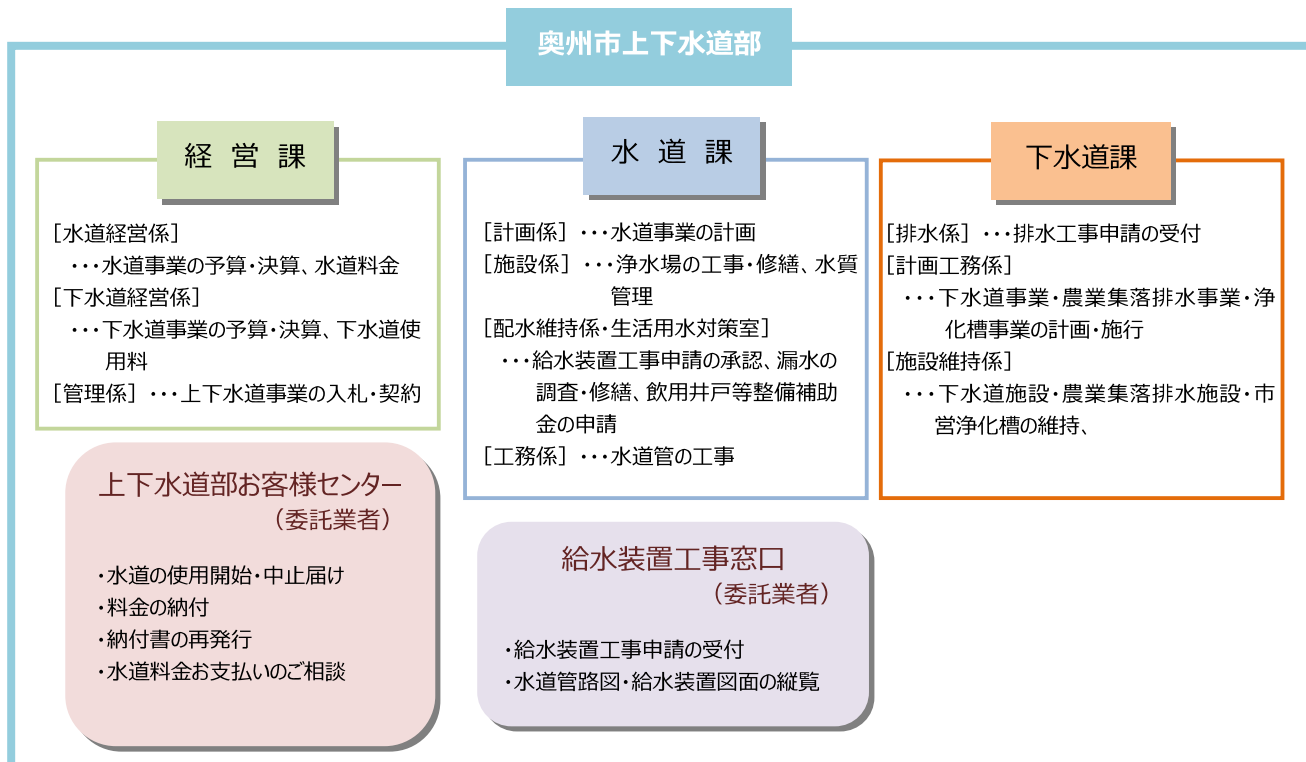 奥州市上下水道部
経 営 課
[水道経営係]
・・・水道事業の予算・決算、水道料金
[下水道経営係]
・・・下水道事業の予算・決算、下水道使
用料
[管理係] ・・・上下水道事業の入札・契約
上下水道部お客様センター
（委託業者）
・水道の使用開始・中止届け
・料金の納付
・納付書の再発行
・水道料金お支払いのご相談
水 道 課
[計画係] ・・・水道事業の計画
[施設係] ・・・浄水場の工事・修繕、水質
管理
[配水維持係・生活用水対策室]
・・・給水装置工事申請の承認、漏水の
調査・修繕、飲用井戸等整備補助
金の申請
[工務係] ・・・水道管の工事
給水装置工事窓口
（委託業者）
・給水装置工事申請の受付
・水道管路図・給水装置図面の縦覧
下水道課
[排水係] ・・・排水工事申請の受付
[計画工務係]
・・・下水道事業・農業集落排水事業・浄
化槽事業の計画・施行
[施設維持係]
・・・下水道施設・農業集落排水施設・市
営浄化槽の維持、